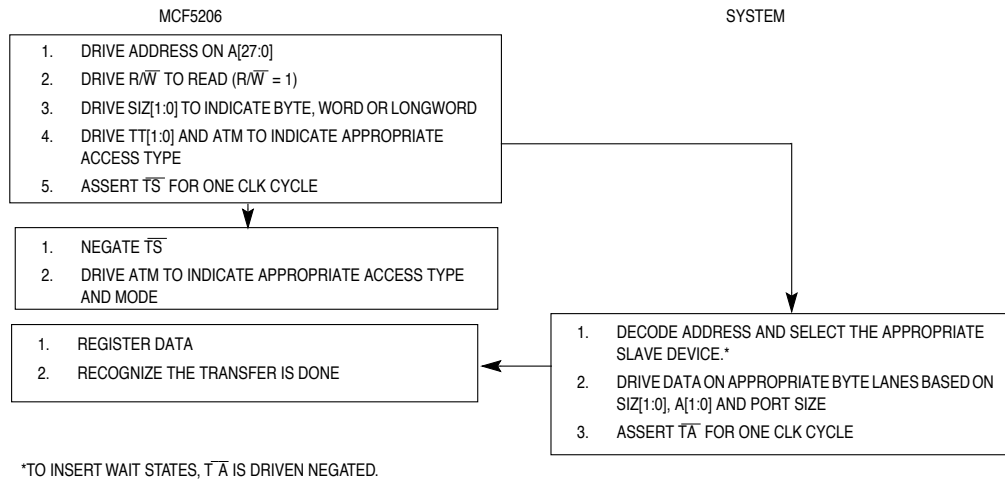 MCF5206
SYSTEM
1. DRIVE ADDRESS ON A[27:0]
2. DRIVE R/W̅ TO READ (R/W̅ = 1)
3. DRIVE SIZ[1:0] TO INDICATE BYTE, WORD OR LONGWORD
4. DRIVE TT[1:0] AND ATM TO INDICATE APPROPRIATE
ACCESS TYPE
5. ASSERT T̅S̅ FOR ONE CLK CYCLE
1. NEGATE T̅S̅
2. DRIVE ATM TO INDICATE APPROPRIATE ACCESS TYPE
AND MODE
1. REGISTER DATA
2. RECOGNIZE THE TRANSFER IS DONE
1. DECODE ADDRESS AND SELECT THE APPROPRIATE
SLAVE DEVICE.*
2. DRIVE DATA ON APPROPRIATE BYTE LANES BASED ON
SIZ[1:0], A[1:0] AND PORT SIZE
3. ASSERT T̅A̅ FOR ONE CLK CYCLE
*TO INSERT WAIT STATES, T̅ A̅ IS DRIVEN NEGATED.